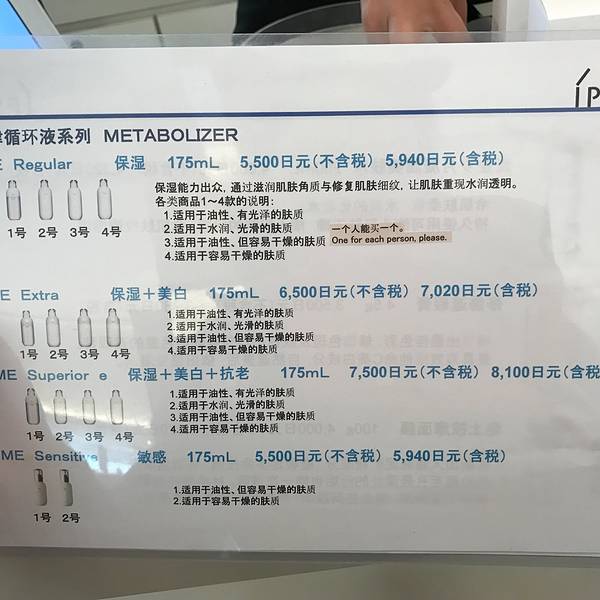 iP
循环液系列 METABOLIZER
E Regular 保湿 175mL 5,500日元(不含税) 5,940日元(含税)
保湿能力出众, 通过滋润肌肤角质与修复肌肤细纹, 让肌肤重现水润透明。
各类商品1～4款的说明:
1.适用于油性、有光泽的肤质
2.适用于水润、光滑的肤质
3.适用于油性、但容易干燥的肤质
4.适用于容易干燥的肤质
一个人能买一个。
One for each person, please.
1号 2号 3号 4号
E Extra 保湿＋美白 175mL 6,500日元(不含税) 7,020日元(含税)
1.适用于油性、有光泽的肤质
2.适用于水润、光滑的肤质
3.适用于油性、但容易干燥的肤质
4.适用于容易干燥的肤质
1号 2号 3号 4号
ME Superior e 保湿＋美白＋抗老 175mL 7,500日元(不含税) 8,100日元(含税
1.适用于油性、有光泽的肤质
2.适用于水润、光滑的肤质
3.适用于油性、但容易干燥的肤质
4.适用于容易干燥的肤质
1号 2号 3号 4号
ME Sensitive 敏感 175mL 5,500日元(不含税) 5,940日元(含税)
1.适用于油性、但容易干燥的肤质
2.适用于容易干燥的肤质
1号 2号